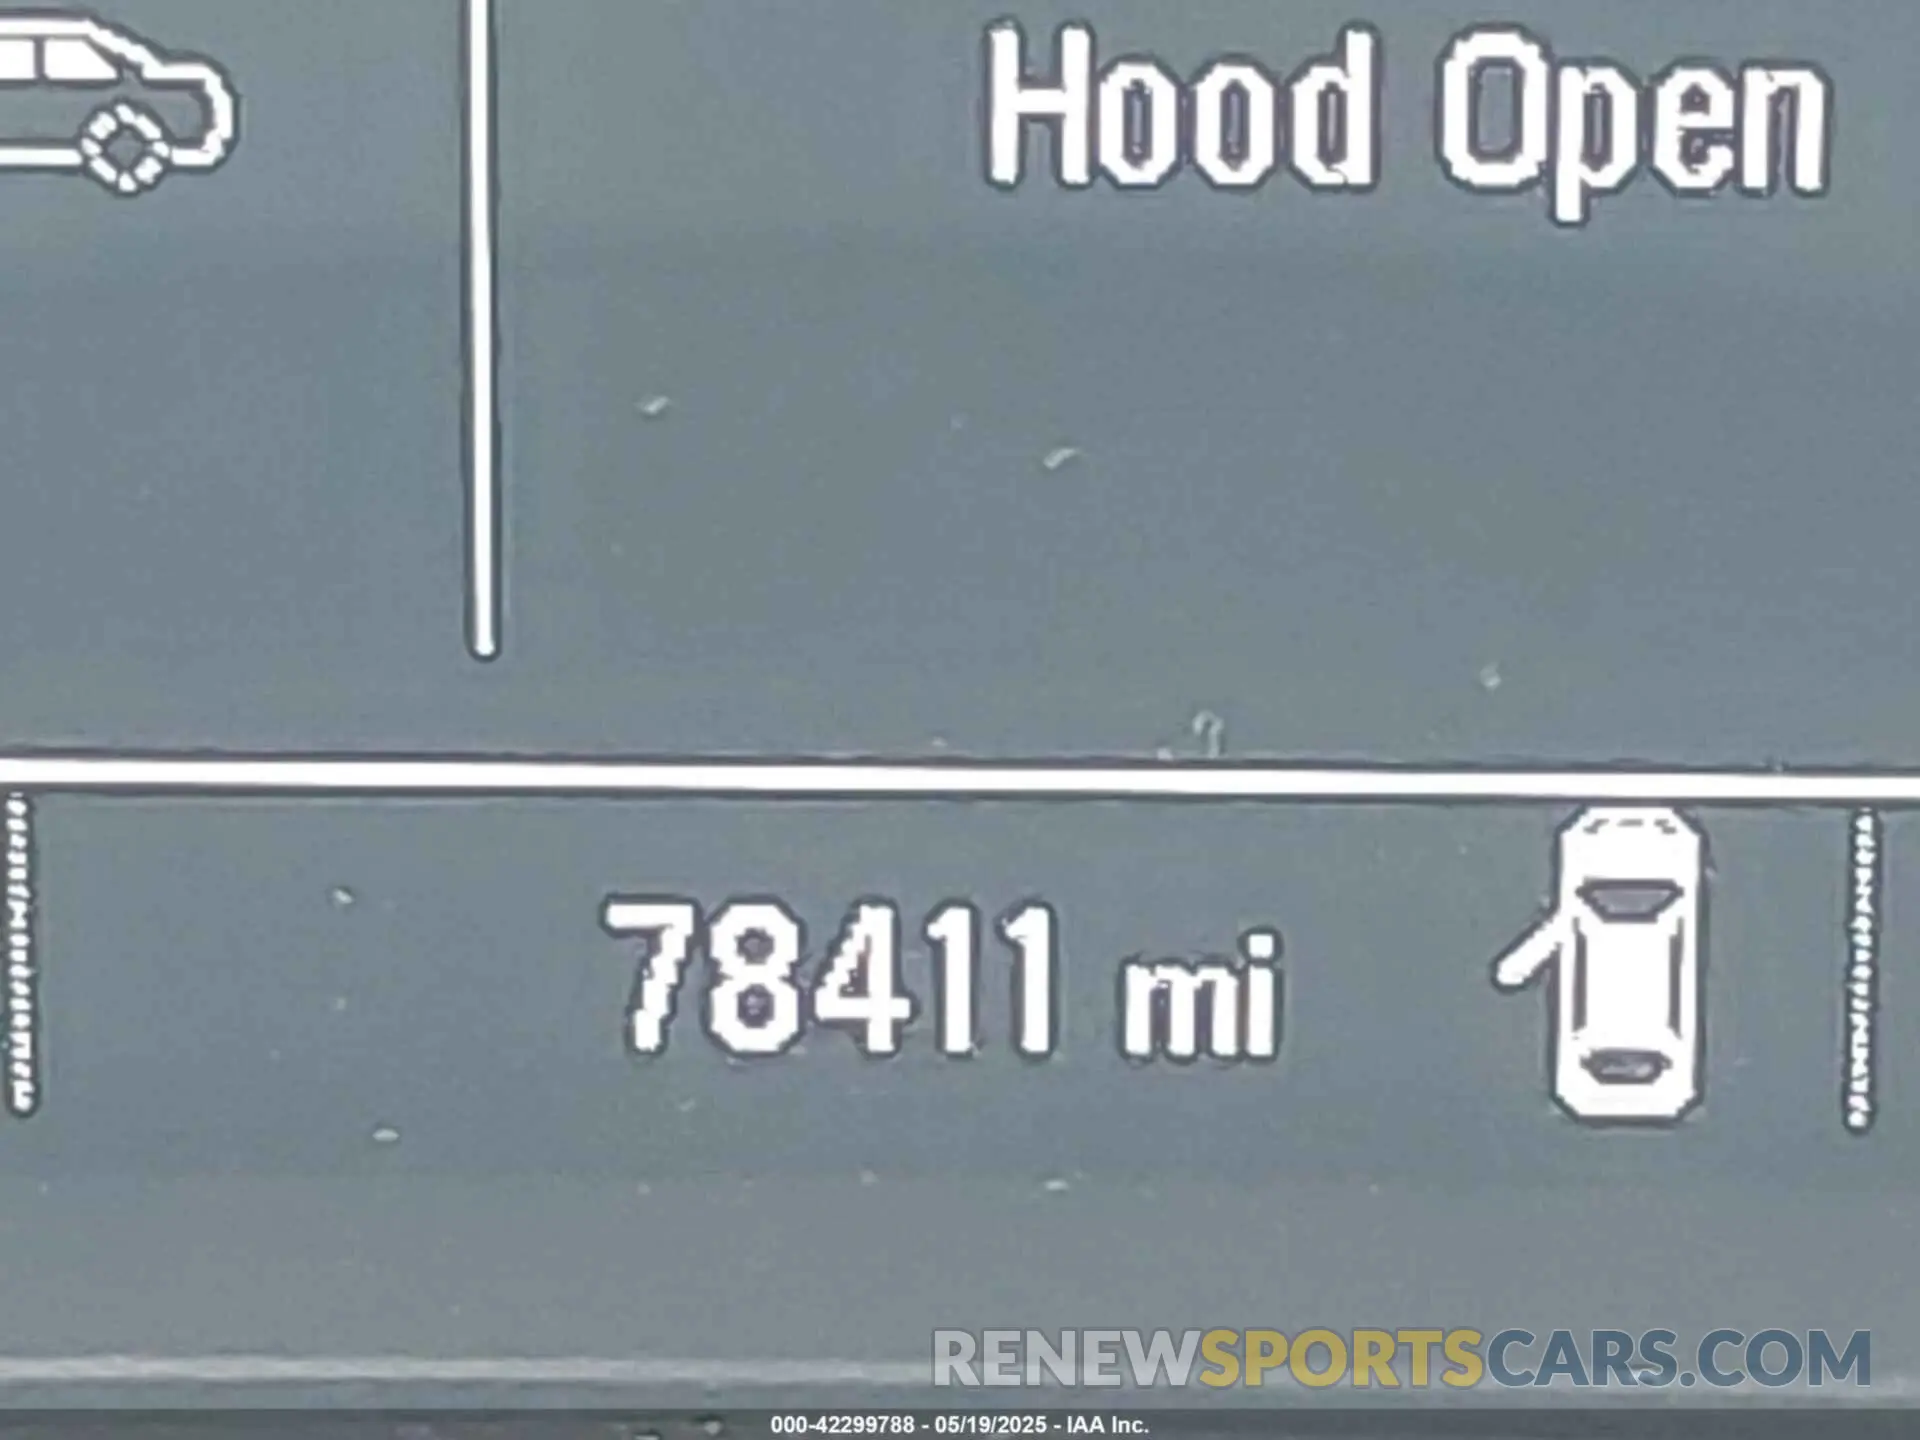 Hood Open
78411 mi
RENEWSPORTSCARS.COM
000-42299788 - 05/19/2025 - IAA Inc.